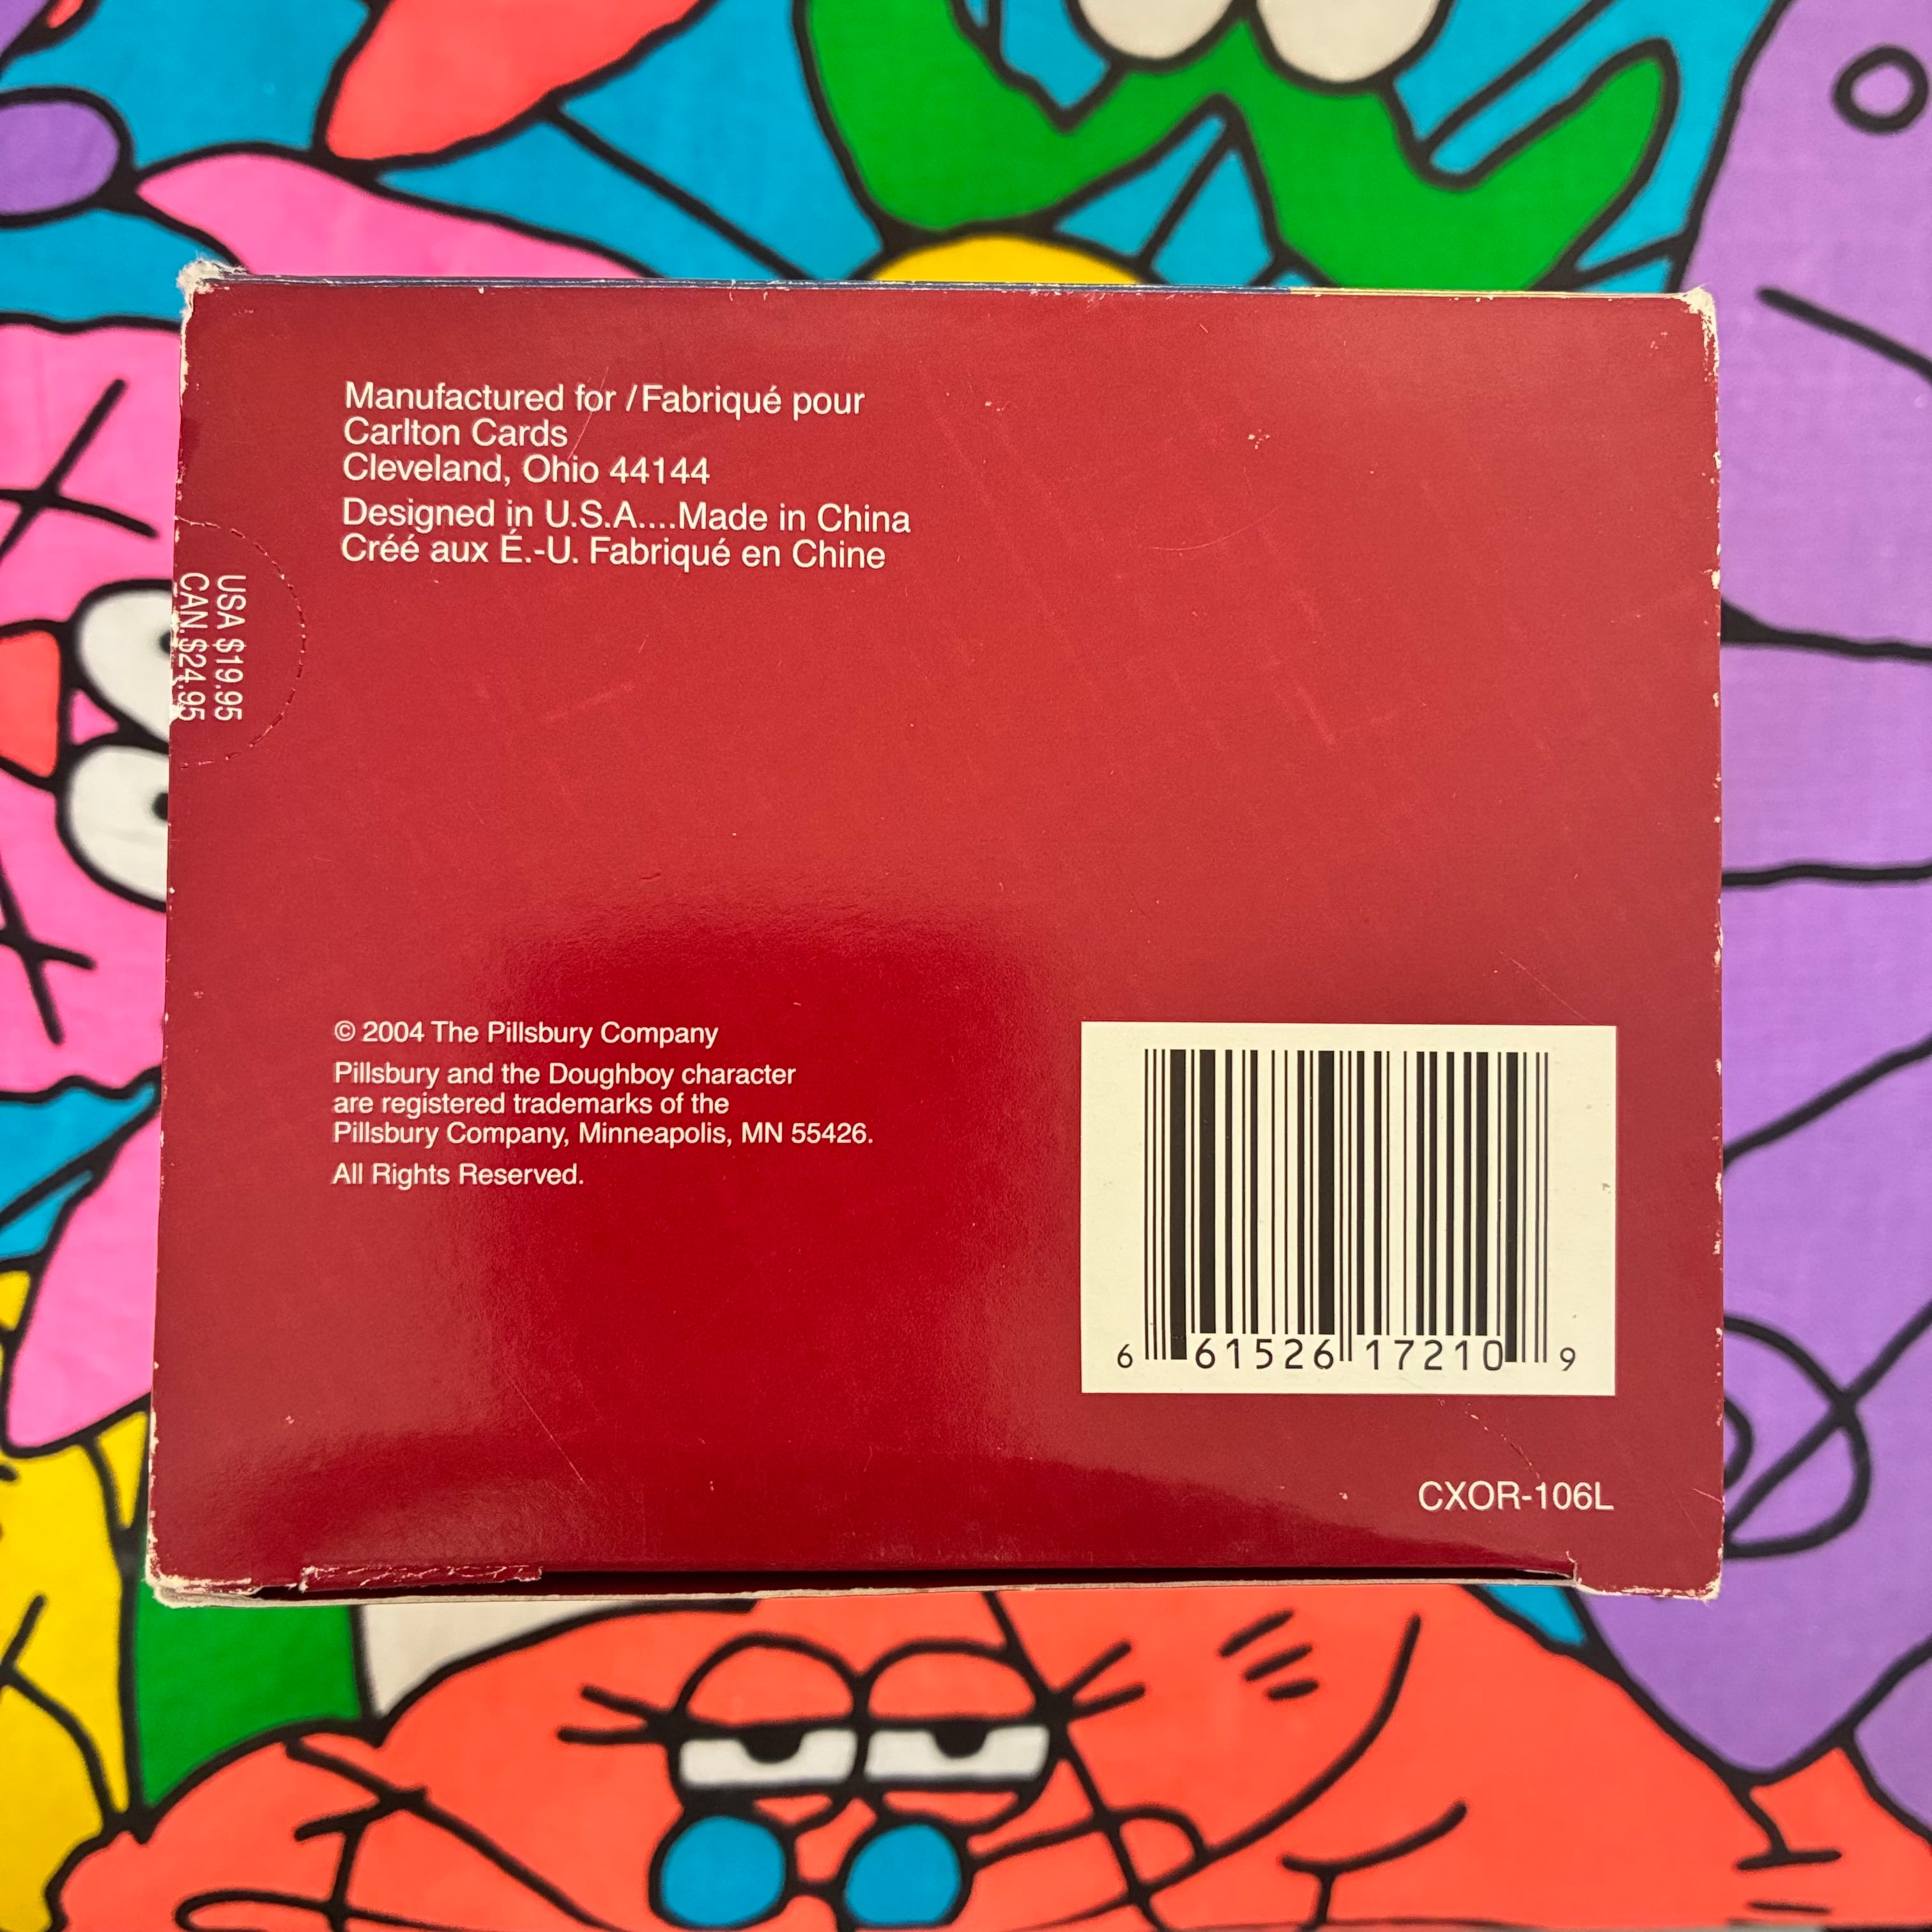 Manufactured for / Fabriqué pour
Carlton Cards
Cleveland, Ohio 44144
Designed in U.S.A....Made in China
Créé aux É.-U. Fabriqué en Chine
USA $19.95
CAN.$24.95
© 2004 The Pillsbury Company
Pillsbury and the Doughboy character
are registered trademarks of the
Pillsbury Company, Minneapolis, MN 55426.
All Rights Reserved.
6 61526 17210 9
CXOR-106L